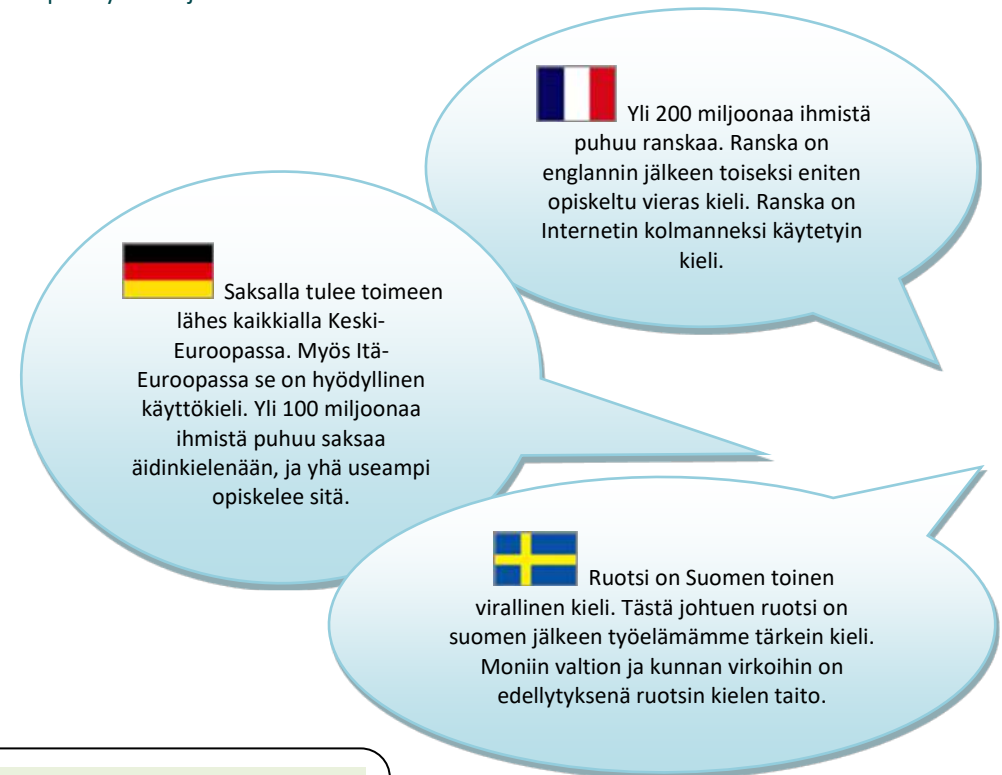 Yli 200 miljoonaa ihmistä
puhuu ranskaa. Ranska on
englannin jälkeen toiseksi eniten
opiskeltu vieras kieli. Ranska on
Internetin kolmanneksi käytetyin
kieli.
Saksalla tulee toimeen
lähes kaikkialla Keski-
Euroopassa. Myös Itä-
Euroopassa se on hyödyllinen
käyttökieli. Yli 100 miljoonaa
ihmistä puhuu saksaa
äidinkielenään, ja yhä useampi
opiskelee sitä.
Ruotsi on Suomen toinen
virallinen kieli. Tästä johtuen ruotsi on
suomen jälkeen työelämämme tärkein kieli.
Moniin valtion ja kunnan virkoihin on
edellytyksenä ruotsin kielen taito.